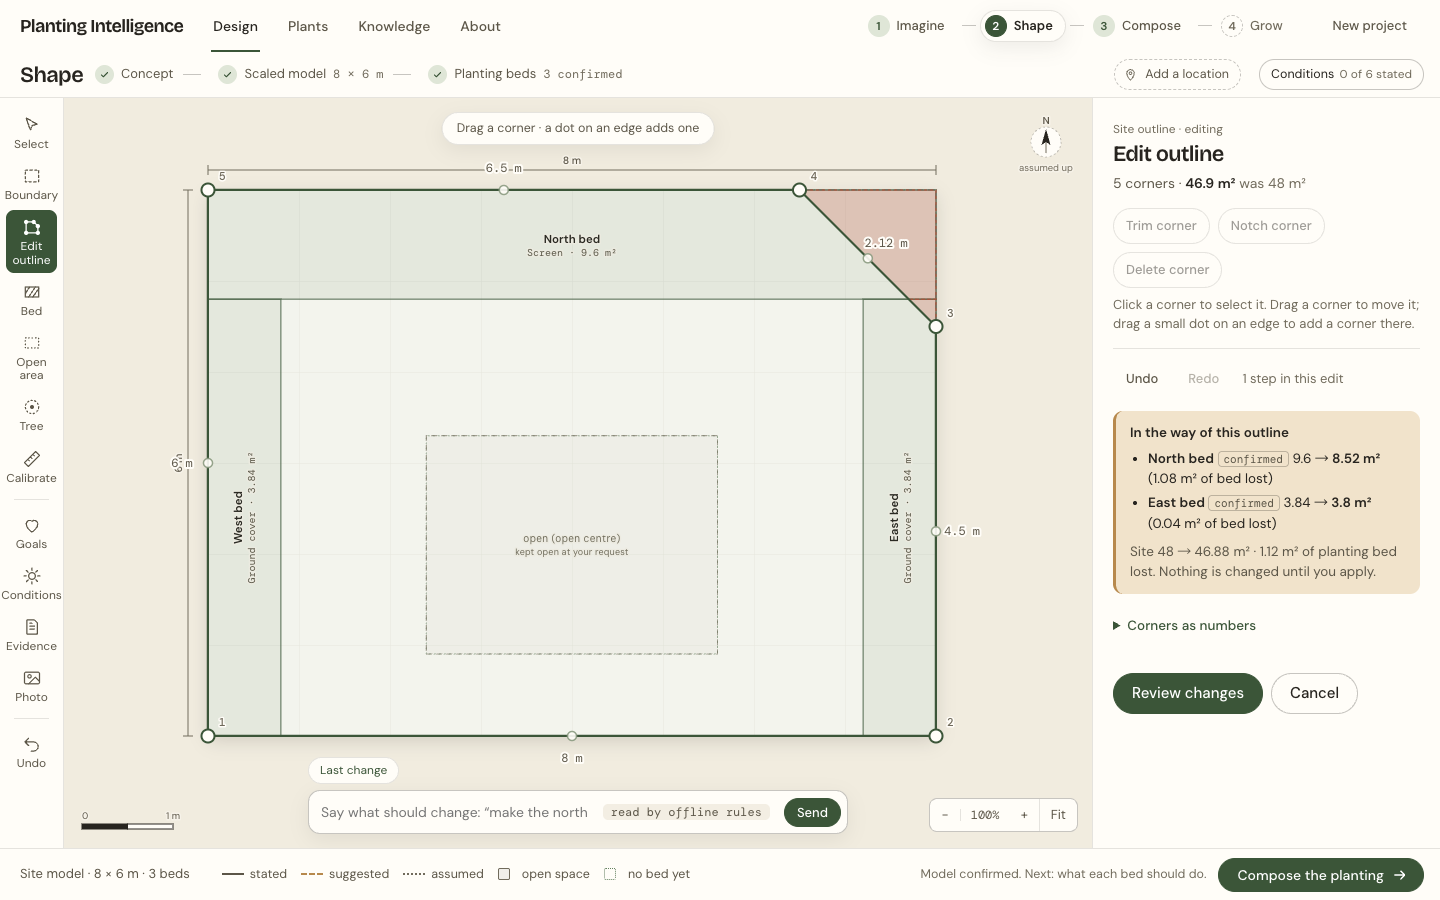 Planting Intelligence
Design
Plants
Knowledge
About
1 Imagine
2 Shape
3 Compose
4 Grow
New project
Shape
Concept
Scaled model 8 × 6 m
Planting beds 3 confirmed
Add a location
Conditions 0 of 6 stated
Select
Boundary
Edit
outline
Bed
Open
area
Tree
Calibrate
Goals
Conditions
Evidence
Photo
Undo
Drag a corner · a dot on an edge adds one
N
assumed up
8 m
6.5 m
5
4
2.12 m
3
North bed
Screen · 9.6 m²
6 m
West bed
Ground cover · 3.84 m²
East bed
Ground cover · 3.84 m²
4.5 m
open (open centre)
kept open at your request
1
2
8 m
Last change
Say what should change: “make the north
read by offline rules
Send
0 1 m
− 100% + Fit
Site outline · editing
Edit outline
5 corners · 46.9 m² was 48 m²
Trim corner
Notch corner
Delete corner
Click a corner to select it. Drag a corner to move it;
drag a small dot on an edge to add a corner there.
Undo Redo 1 step in this edit
In the way of this outline
• North bed confirmed 9.6 → 8.52 m²
(1.08 m² of bed lost)
• East bed confirmed 3.84 → 3.8 m²
(0.04 m² of bed lost)
Site 48 → 46.88 m² · 1.12 m² of planting bed
lost. Nothing is changed until you apply.
Corners as numbers
Review changes
Cancel
Site model · 8 × 6 m · 3 beds
stated
suggested
assumed
open space
no bed yet
Model confirmed. Next: what each bed should do.
Compose the planting →